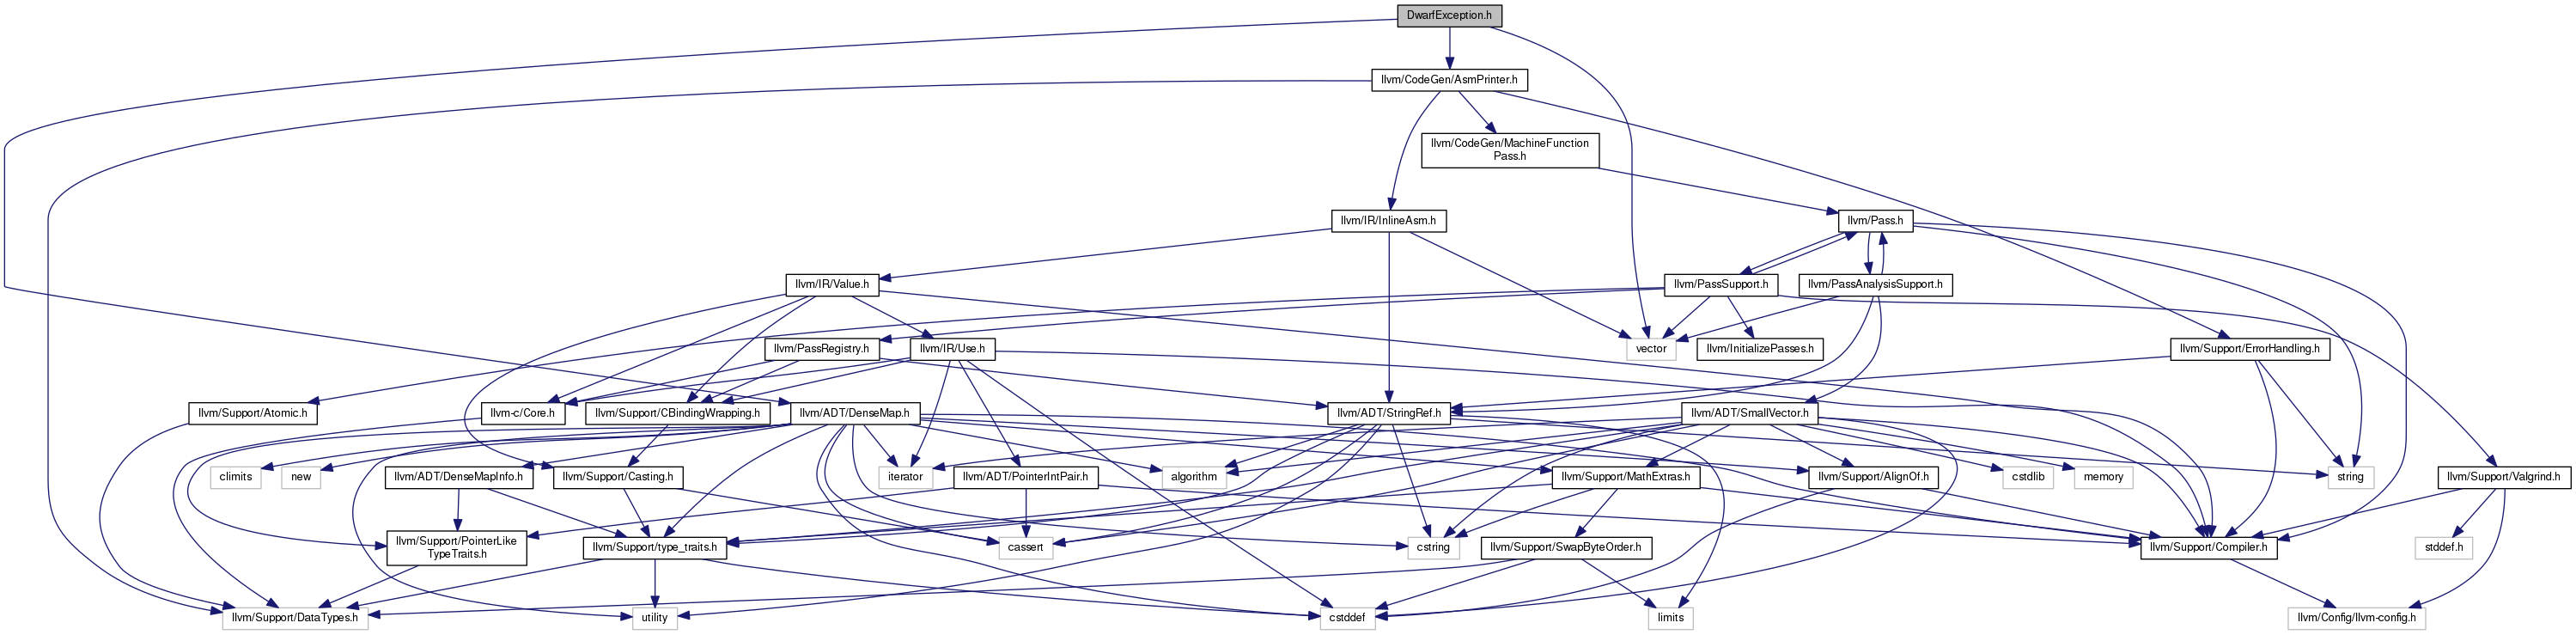 DwarfException.h
llvm/CodeGen/AsmPrinter.h
llvm/CodeGen/MachineFunction
Pass.h
llvm/IR/InlineAsm.h
llvm/Pass.h
llvm/IR/Value.h
llvm/PassSupport.h
llvm/PassAnalysisSupport.h
llvm/PassRegistry.h
llvm/IR/Use.h
vector
llvm/InitializePasses.h
llvm/Support/ErrorHandling.h
llvm/Support/Atomic.h
llvm-c/Core.h
llvm/Support/CBindingWrapping.h
llvm/ADT/DenseMap.h
llvm/ADT/StringRef.h
llvm/ADT/SmallVector.h
climits
new
llvm/ADT/DenseMapInfo.h
llvm/Support/Casting.h
iterator
llvm/ADT/PointerIntPair.h
algorithm
llvm/Support/MathExtras.h
llvm/Support/AlignOf.h
cstdlib
memory
string
llvm/Support/Valgrind.h
llvm/Support/PointerLike
TypeTraits.h
llvm/Support/type_traits.h
cassert
cstring
llvm/Support/SwapByteOrder.h
llvm/Support/Compiler.h
stddef.h
llvm/Support/DataTypes.h
utility
cstddef
limits
llvm/Config/llvm-config.h